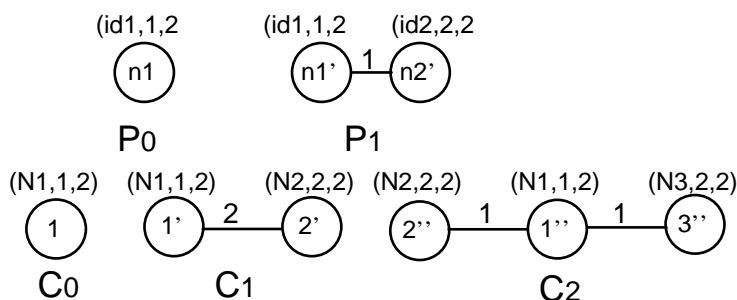 (id1,1,2 (id1,1,2 (id2,2,2
n1 n1’ 1 n2’
P0 P1
(N1,1,2) (N1,1,2) (N2,2,2) (N2,2,2) (N1,1,2) (N3,2,2)
1 1’ 2 2’ 2’’ 1 1’’ 1 3’’
C0 C1 C2